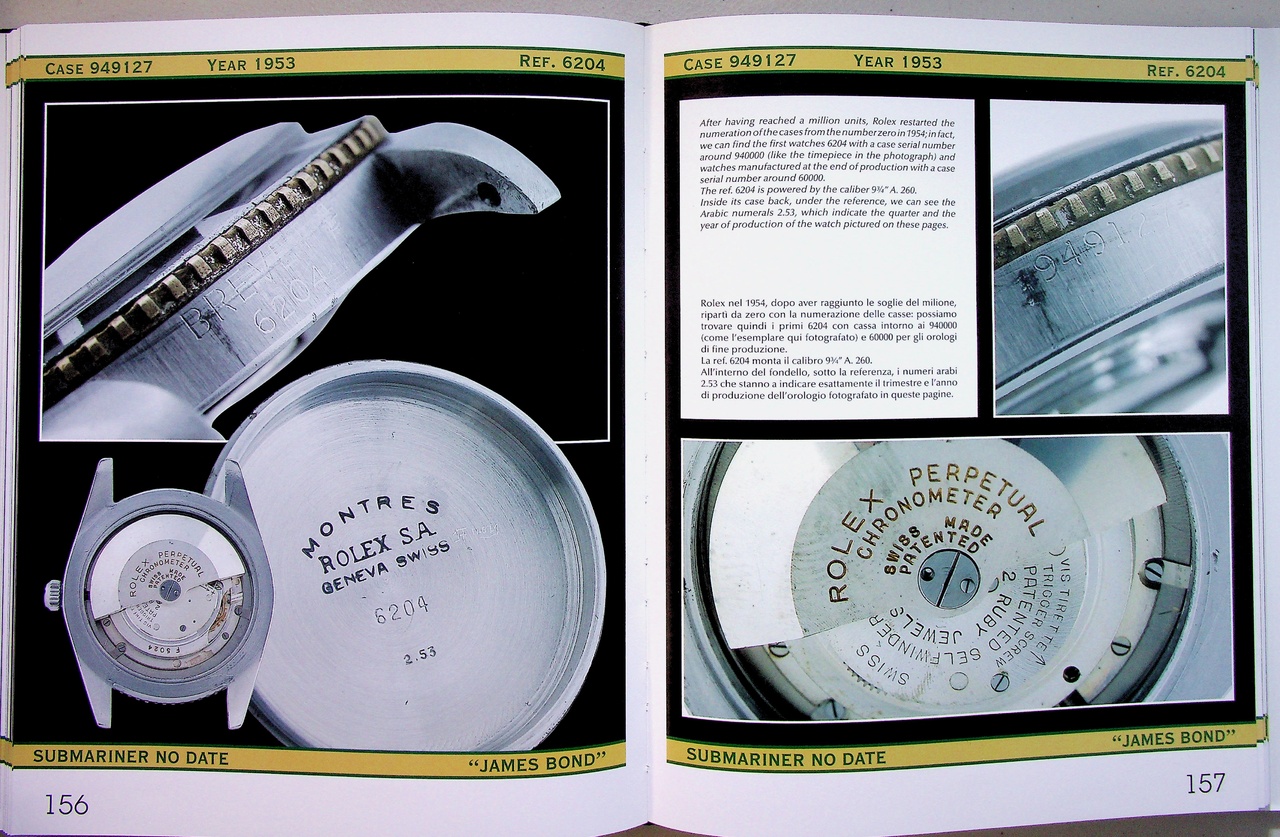 CASE 949127 YEAR 1953 REF. 6204
BREVET
6204
MONTRES
ROLEX S.A.
GENEVA SWISS
6204
2.53
ROLEX PERPETUAL
CHRONOMETER
SWISS MADE
PATENTED
F 5024
SUBMARINER NO DATE "JAMES BOND"
156
CASE 949127 YEAR 1953 REF. 6204
After having reached a million units, Rolex restarted the
numeration of the cases from the number zero in 1954; in fact,
we can find the first watches 6204 with a case serial number
around 940000 (like the timepiece in the photograph) and
watches manufactured at the end of production with a case
serial number around 60000.
The ref. 6204 is powered by the caliber 9¾" A. 260.
Inside its case back, under the reference, we can see the
Arabic numerals 2.53, which indicate the quarter and the
year of production of the watch pictured on these pages.
Rolex nel 1954, dopo aver raggiunto le soglie del milione,
ripartì da zero con la numerazione delle casse: possiamo
trovare quindi i primi 6204 con cassa intorno ai 940000
(come l'esemplare qui fotografato) e 60000 per gli orologi
di fine produzione.
La ref. 6204 monta il calibro 9¾" A. 260.
All'interno del fondello, sotto la referenza, i numeri arabi
2.53 che stanno a indicare esattamente il trimestre e l'anno
di produzione dell'orologio fotografato in queste pagine.
94912
ROLEX PERPETUAL
CHRONOMETER
SWISS MADE
PATENTED
VIS TIRETTE
TRIGGER SCREW
PATENTED SELFWINDER
2 RUBY JEWELS
SWISS
SUBMARINER NO DATE "JAMES BOND"
157